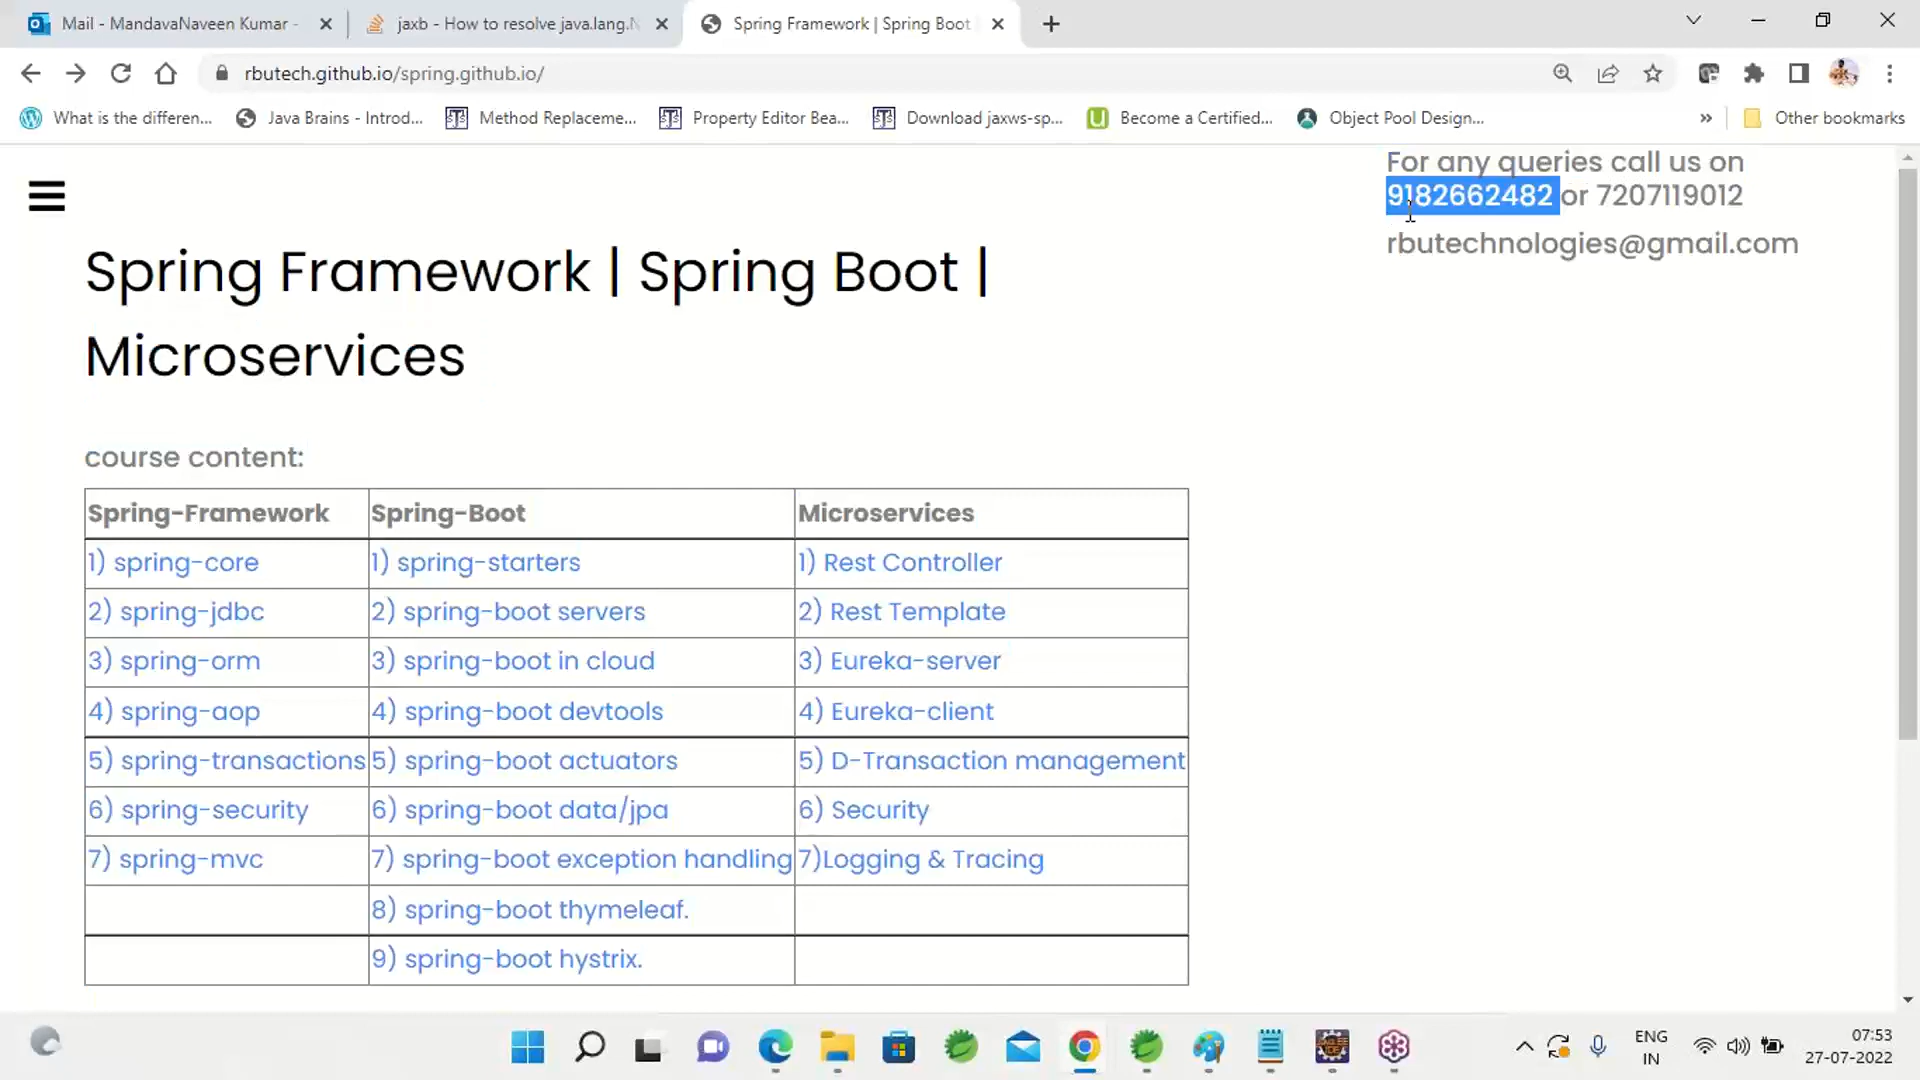 Mail - MandavaNaveen Kumar -
jaxb - How to resolve java.lang.N
Spring Framework | Spring Boot
rbutech.github.io/spring.github.io/
What is the differen...
Java Brains - Introd...
Method Replaceme...
Property Editor Bea...
Download jaxws-sp...
Become a Certified...
Object Pool Design...
»
Other bookmarks
For any queries call us on
9182662482 or 7207119012
rbutechnologies@gmail.com
Spring Framework | Spring Boot |
Microservices
course content:
Spring-Framework Spring-Boot Microservices
1) spring-core 1) spring-starters 1) Rest Controller
2) spring-jdbc 2) spring-boot servers 2) Rest Template
3) spring-orm 3) spring-boot in cloud 3) Eureka-server
4) spring-aop 4) spring-boot devtools 4) Eureka-client
5) spring-transactions 5) spring-boot actuators 5) D-Transaction management
6) spring-security 6) spring-boot data/jpa 6) Security
7) spring-mvc 7) spring-boot exception handling 7)Logging & Tracing
8) spring-boot thymeleaf.
9) spring-boot hystrix.
ENG
IN
07:53
27-07-2022